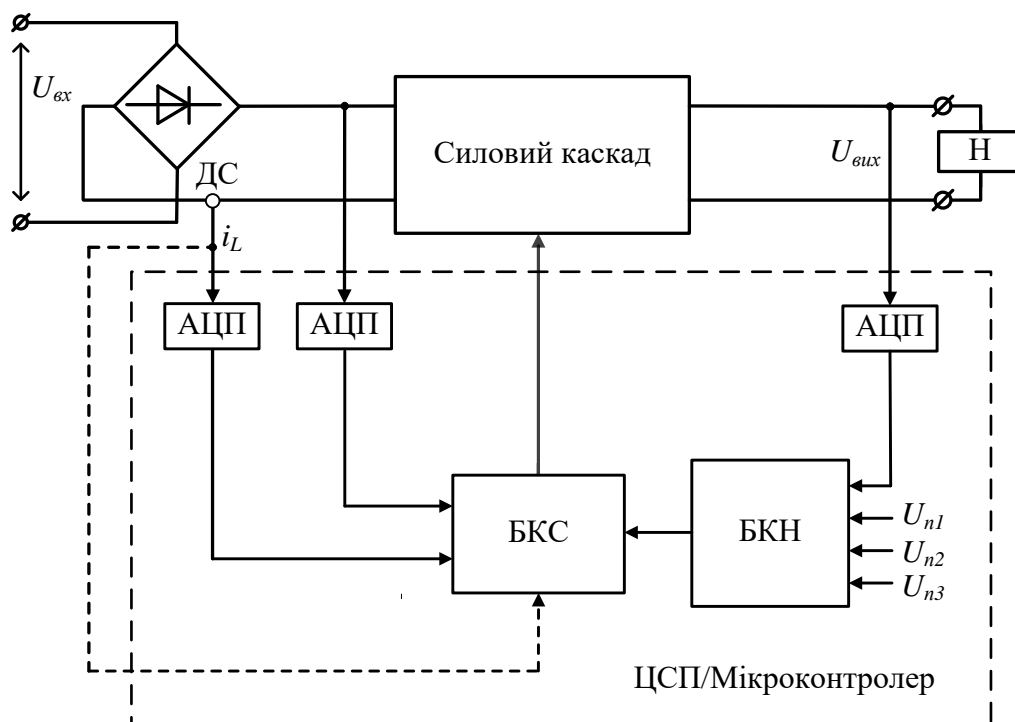 U_вх
ДС
i_L
Силовий каскад
U_вих
Н
АЦП
АЦП
АЦП
БКС
БКН
U_п1
U_п2
U_п3
ЦСП/Мікроконтролер